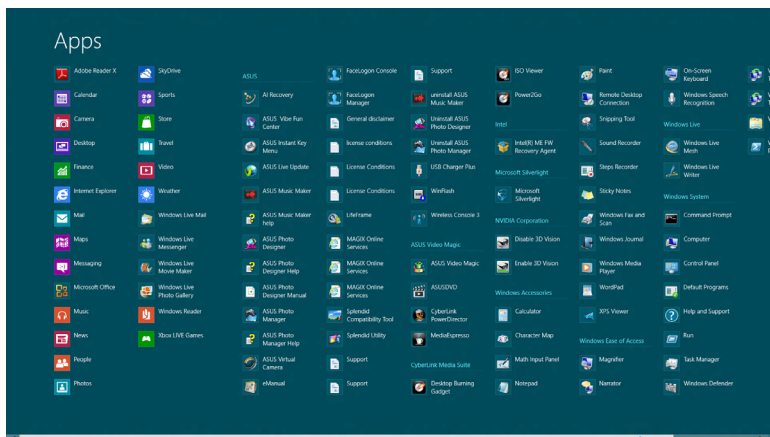 Apps
Adobe Reader X
Calendar
Camera
Desktop
Finance
Internet Explorer
Mail
Maps
Messaging
Microsoft Office
Music
News
People
Photos
SkyDrive
Sports
Store
Travel
Video
Weather
Windows Live Mail
Windows Live
Messenger
Windows Live
Movie Maker
Windows Live
Photo Gallery
Windows Reader
Xbox LIVE Games
ASUS
AI Recovery
ASUS Vibe Fun
Center
ASUS Instant Key
Menu
ASUS Live Update
ASUS Music Maker
ASUS Music Maker
help
ASUS Photo
Designer
ASUS Photo
Designer Help
ASUS Photo
Designer Manual
ASUS Photo
Manager
ASUS Photo
Manager Help
ASUS Virtual
Camera
eManual
FaceLogon Console
FaceLogon
Manager
General disclaimer
license conditions
License Conditions
License Conditions
LifeFrame
MAGIX Online
Services
MAGIX Online
Services
MAGIX Online
Services
Splendid
Compatibility Tool
Splendid Utility
Support
Support
Support
uninstall ASUS
Music Maker
Uninstall ASUS
Photo Designer
Uninstall ASUS
Photo Manager
USB Charger Plus
WinFlash
Wireless Console 3
ASUS Video Magic
ASUS Video Magic
ASUSDVD
CyberLink
PowerDirector
MediaEspresso
CyberLink Media Suite
Desktop Burning
Gadget
ISO Viewer
Power2Go
Intel
Intel(R) ME FW
Recovery Agent
Microsoft Silverlight
Microsoft
Silverlight
NVIDIA Corporation
Disable 3D Vision
Enable 3D Vision
Windows Accessories
Calculator
Character Map
Math Input Panel
Notepad
Paint
Remote Desktop
Connection
Snipping Tool
Sound Recorder
Steps Recorder
Sticky Notes
Windows Fax and
Scan
Windows Journal
Windows Media
Player
WordPad
XPS Viewer
Windows Ease of Access
Magnifier
Narrator
On-Screen
Keyboard
Windows Speech
Recognition
Windows Live
Windows Live
Mesh
Windows Live
Writer
Windows System
Command Prompt
Computer
Control Panel
Default Programs
Help and Support
Run
Task Manager
Windows Defender